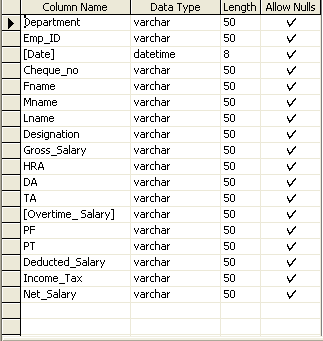 Column Name Data Type Length Allow Nulls
Department varchar 50
Emp_ID varchar 50
[Date] datetime 8
Cheque_no varchar 50
Fname varchar 50
Mname varchar 50
Lname varchar 50
Designation varchar 50
Gross_Salary varchar 50
HRA varchar 50
DA varchar 50
TA varchar 50
[Overtime_ Salary] varchar 50
PF varchar 50
PT varchar 50
Deducted_Salary varchar 50
Income_Tax varchar 50
Net_Salary varchar 50